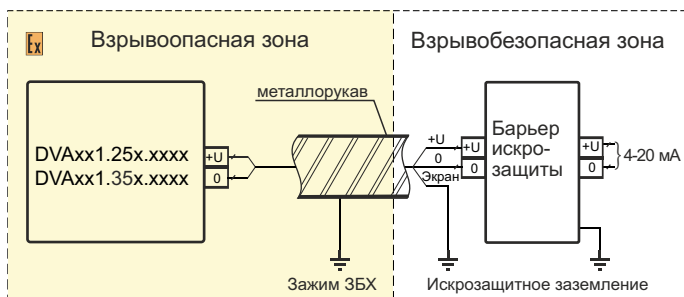 Ex
Взрывоопасная зона
Взрывобезопасная зона
металлорукав
DVAxx1.25x.xxxx
DVAxx1.35x.xxxx
+U
0
+U
0
Экран
+U
0
Барьер
искро-
защиты
+U
0
4-20 мА
Зажим ЗБХ
Искрозащитное заземление